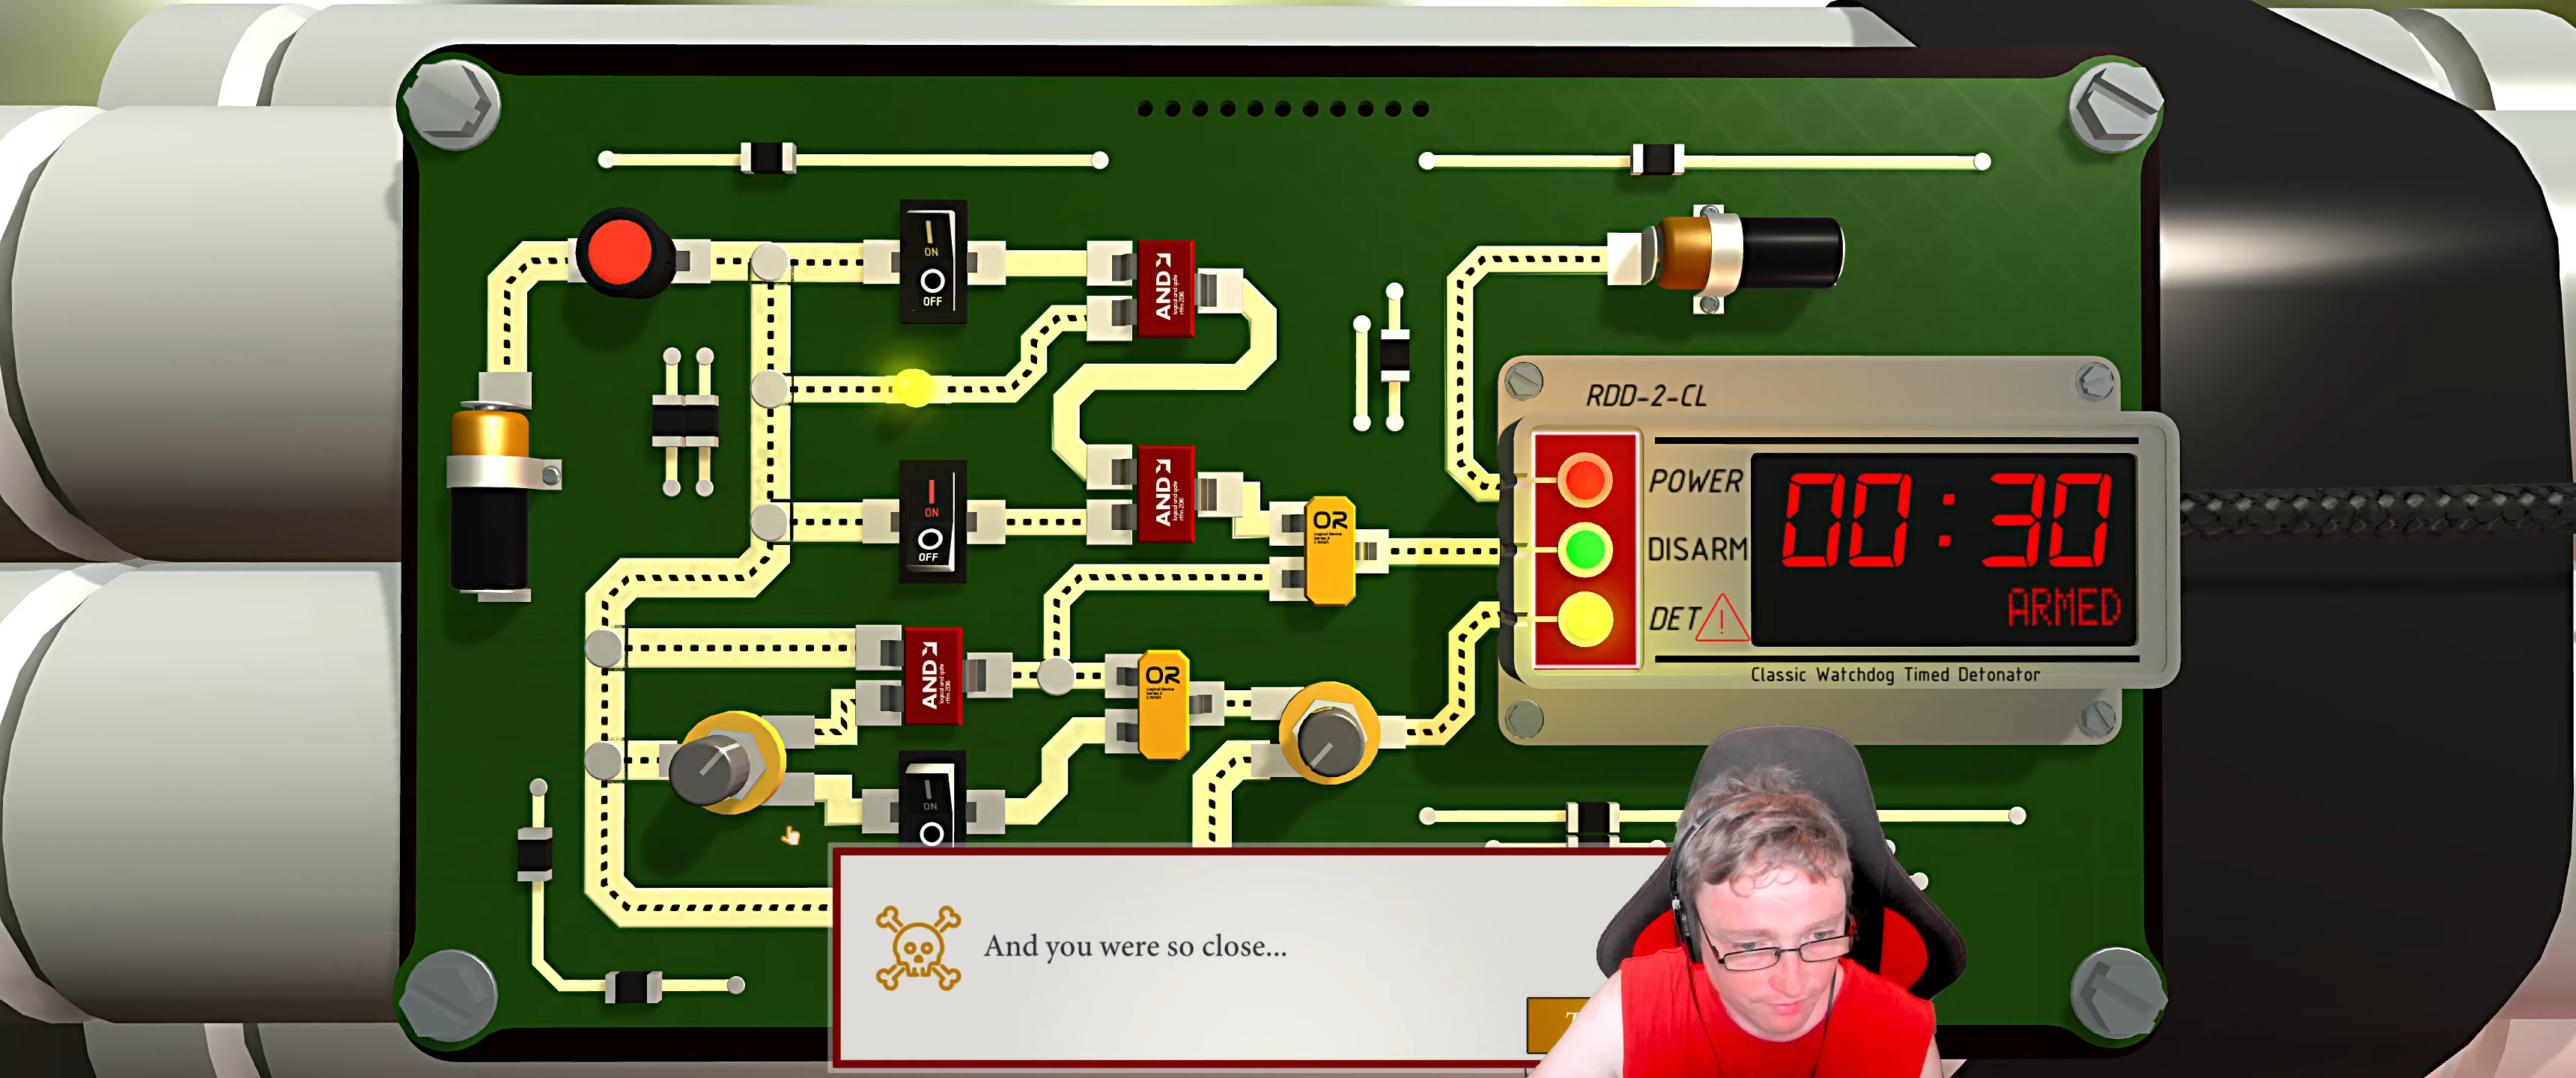 ON
OFF
AND
RDD-2-CL
POWER
00:30
ON
OFF
AND
OR
DISARM
ARMED
DET
AND
OR
Classic Watchdog Timed Detonator
ON
And you were so close...